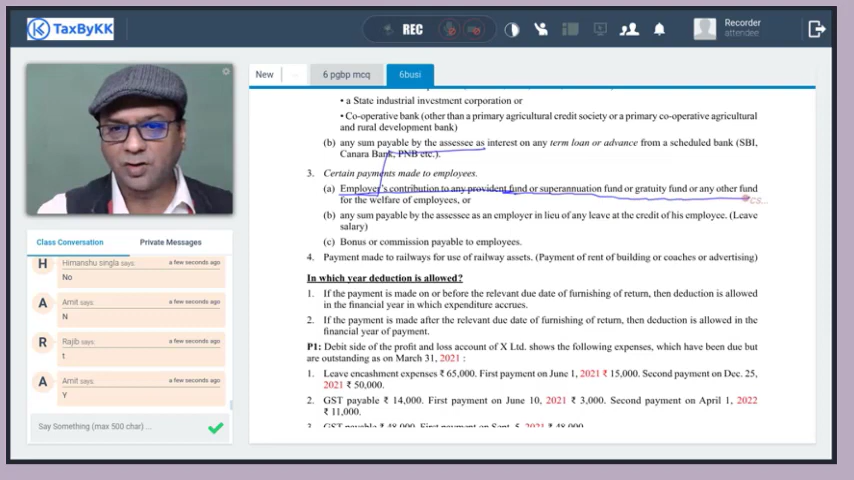 TaxByKK
REC
Recorder
attendee
New
6 pgbp mcq
6busi
• a State industrial investment corporation or
• Co-operative bank (other than a primary agricultural credit society or a primary co-operative agricultural
and rural development bank)
(b) any sum payable by the assessee as interest on any term loan or advance from a scheduled bank (SBI,
Canara Bank, PNB etc.).
3. Certain payments made to employees.
(a) Employer's contribution to any provident fund or superannuation fund or gratuity fund or any other fund
for the welfare of employees, or
(b) any sum payable by the assessee as an employer in lieu of any leave at the credit of his employee. (Leave
salary)
(c) Bonus or commission payable to employees.
4. Payment made to railways for use of railway assets. (Payment of rent of building or coaches or advertising)
In which year deduction is allowed?
1. If the payment is made on or before the relevant due date of furnishing of return, then deduction is allowed
in the financial year in which expenditure accrues.
2. If the payment is made after the relevant due date of furnishing of return, then deduction is allowed in the
financial year of payment.
P1: Debit side of the profit and loss account of X Ltd. shows the following expenses, which have been due but
are outstanding as on March 31, 2021 :
1. Leave encashment expenses ₹ 65,000. First payment on June 1, 2021 ₹ 15,000. Second payment on Dec. 25,
2021 ₹ 50,000.
2. GST payable ₹ 14,000. First payment on June 10, 2021 ₹ 3,000. Second payment on April 1, 2022
₹ 11,000.
3 GST payable ₹ 48,000. First payment on Sept. 5, 2021 ₹ 48,000.
cs...
Class Conversation
Private Messages
H Himanshu singla says: a few seconds ago
No
A Amit says: a few seconds ago
N
R Rajib says: a few seconds ago
t
A Amit says: a few seconds ago
Y
Say Something (max 500 char) ...